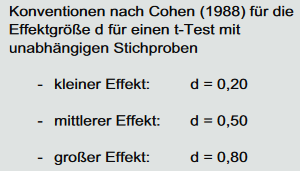 Konventionen nach Cohen (1988) für die
Effektgröße d für einen t-Test mit
unabhängigen Stichproben
- kleiner Effekt: d = 0,20
- mittlerer Effekt: d = 0,50
- großer Effekt: d = 0,80